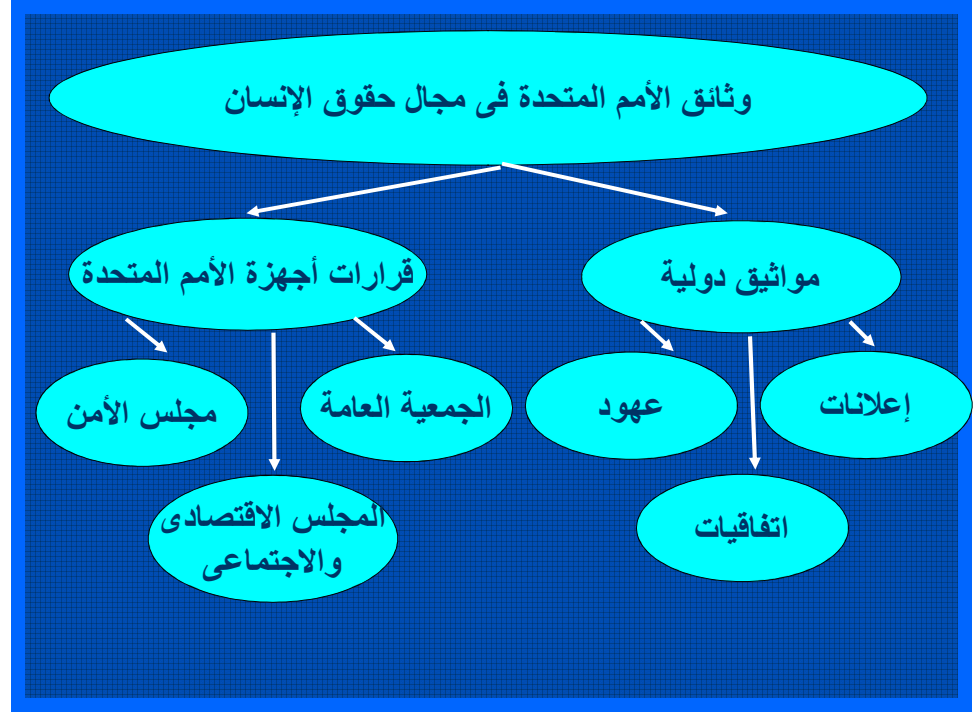 وثائق الأمم المتحدة فى مجال حقوق الإنسان
مواثيق دولية
قرارات أجهزة الأمم المتحدة
إعلانات
عهود
الجمعية العامة
مجلس الأمن
اتفاقيات
المجلس الاقتصادى
والاجتماعى